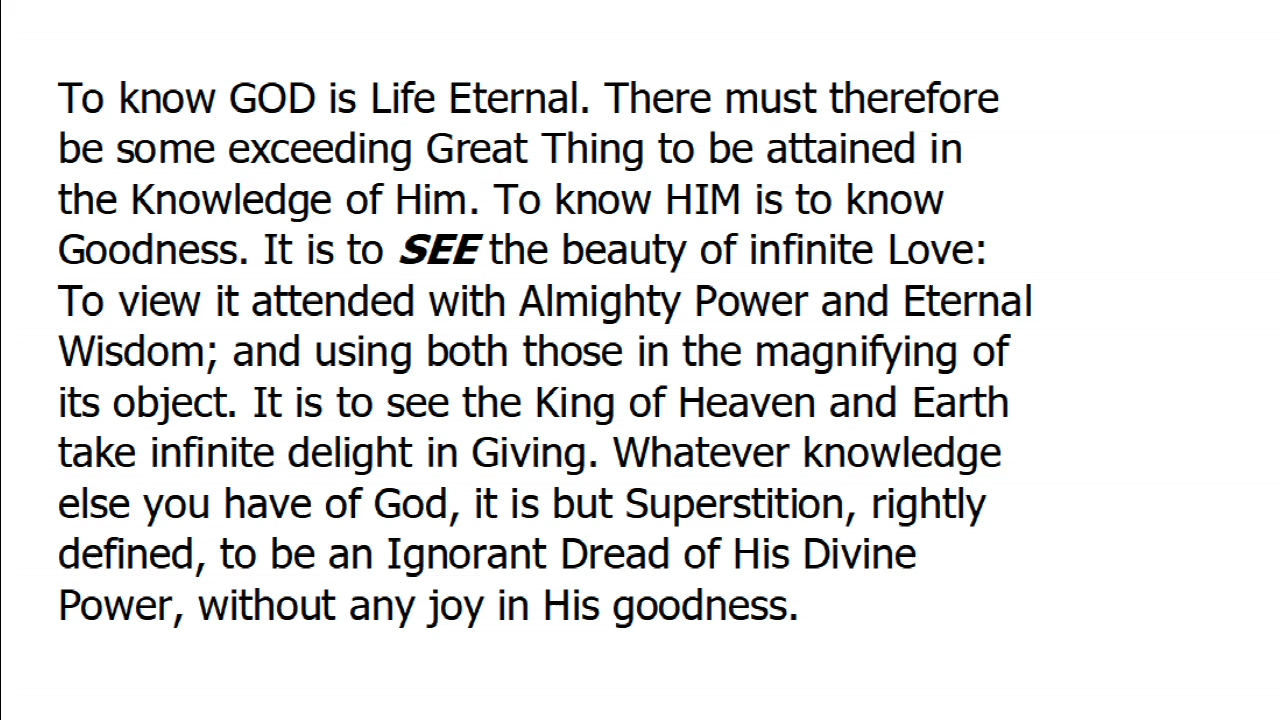 To know GOD is Life Eternal. There must therefore
be some exceeding Great Thing to be attained in
the Knowledge of Him. To know HIM is to know
Goodness. It is to SEE the beauty of infinite Love:
To view it attended with Almighty Power and Eternal
Wisdom; and using both those in the magnifying of
its object. It is to see the King of Heaven and Earth
take infinite delight in Giving. Whatever knowledge
else you have of God, it is but Superstition, rightly
defined, to be an Ignorant Dread of His Divine
Power, without any joy in His goodness.